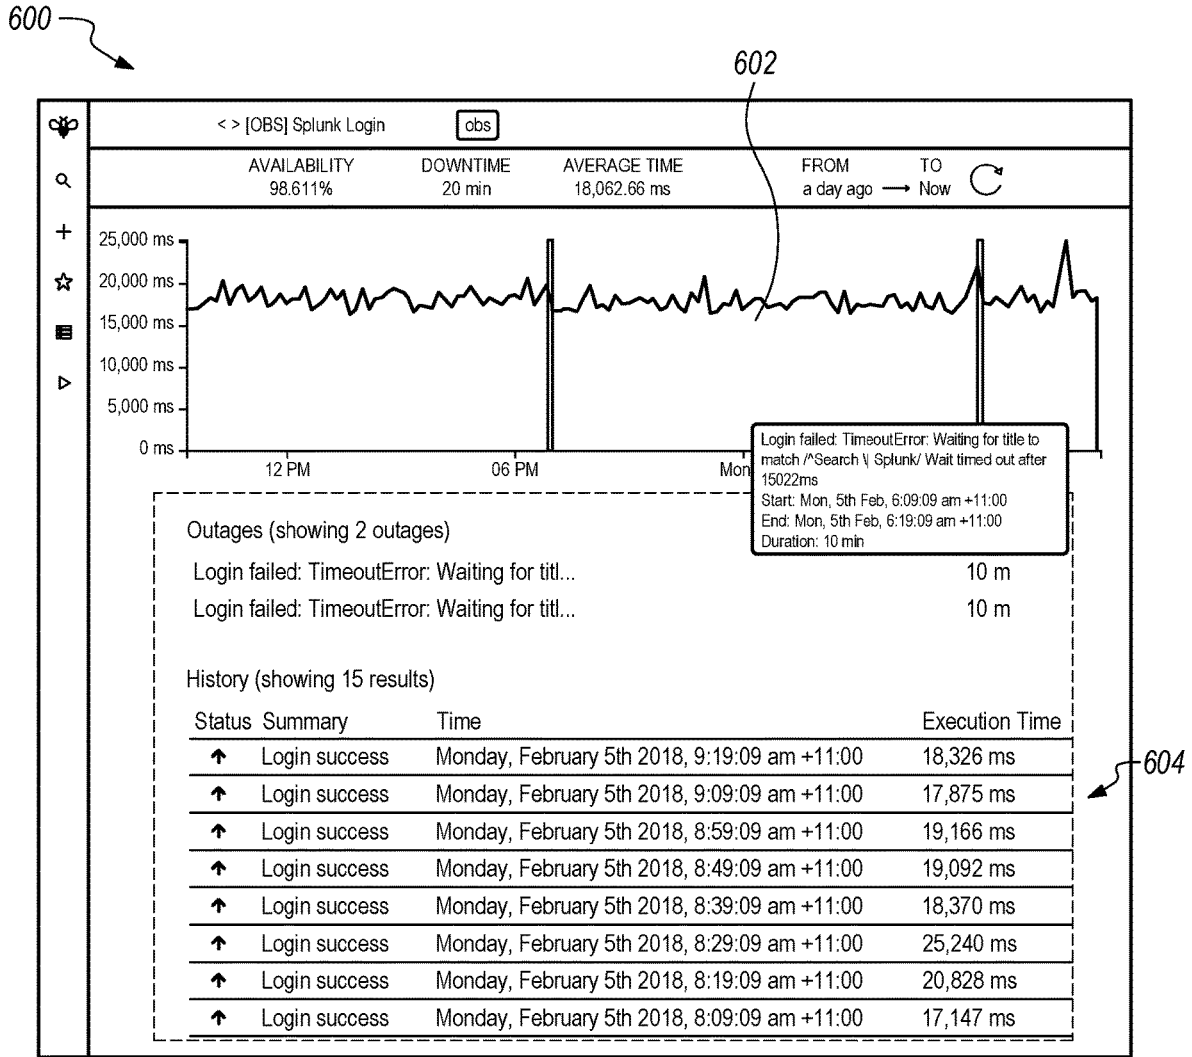 600
602
< > [OBS] Splunk Login obs
AVAILABILITY DOWNTIME AVERAGE TIME FROM TO
98.611% 20 min 18,062.66 ms a day ago → Now
25,000 ms
20,000 ms
15,000 ms
10,000 ms
5,000 ms
0 ms
12 PM 06 PM Mon
Login failed: TimeoutError: Waiting for title to
match /^Search \| Splunk/ Wait timed out after
15022ms
Start: Mon, 5th Feb, 6:09:09 am +11:00
End: Mon, 5th Feb, 6:19:09 am +11:00
Duration: 10 min
Outages (showing 2 outages)
Login failed: TimeoutError: Waiting for titl... 10 m
Login failed: TimeoutError: Waiting for titl... 10 m
History (showing 15 results)
Status Summary Time Execution Time
Login success Monday, February 5th 2018, 9:19:09 am +11:00 18,326 ms
Login success Monday, February 5th 2018, 9:09:09 am +11:00 17,875 ms
Login success Monday, February 5th 2018, 8:59:09 am +11:00 19,166 ms
Login success Monday, February 5th 2018, 8:49:09 am +11:00 19,092 ms
Login success Monday, February 5th 2018, 8:39:09 am +11:00 18,370 ms
Login success Monday, February 5th 2018, 8:29:09 am +11:00 25,240 ms
Login success Monday, February 5th 2018, 8:19:09 am +11:00 20,828 ms
Login success Monday, February 5th 2018, 8:09:09 am +11:00 17,147 ms
604